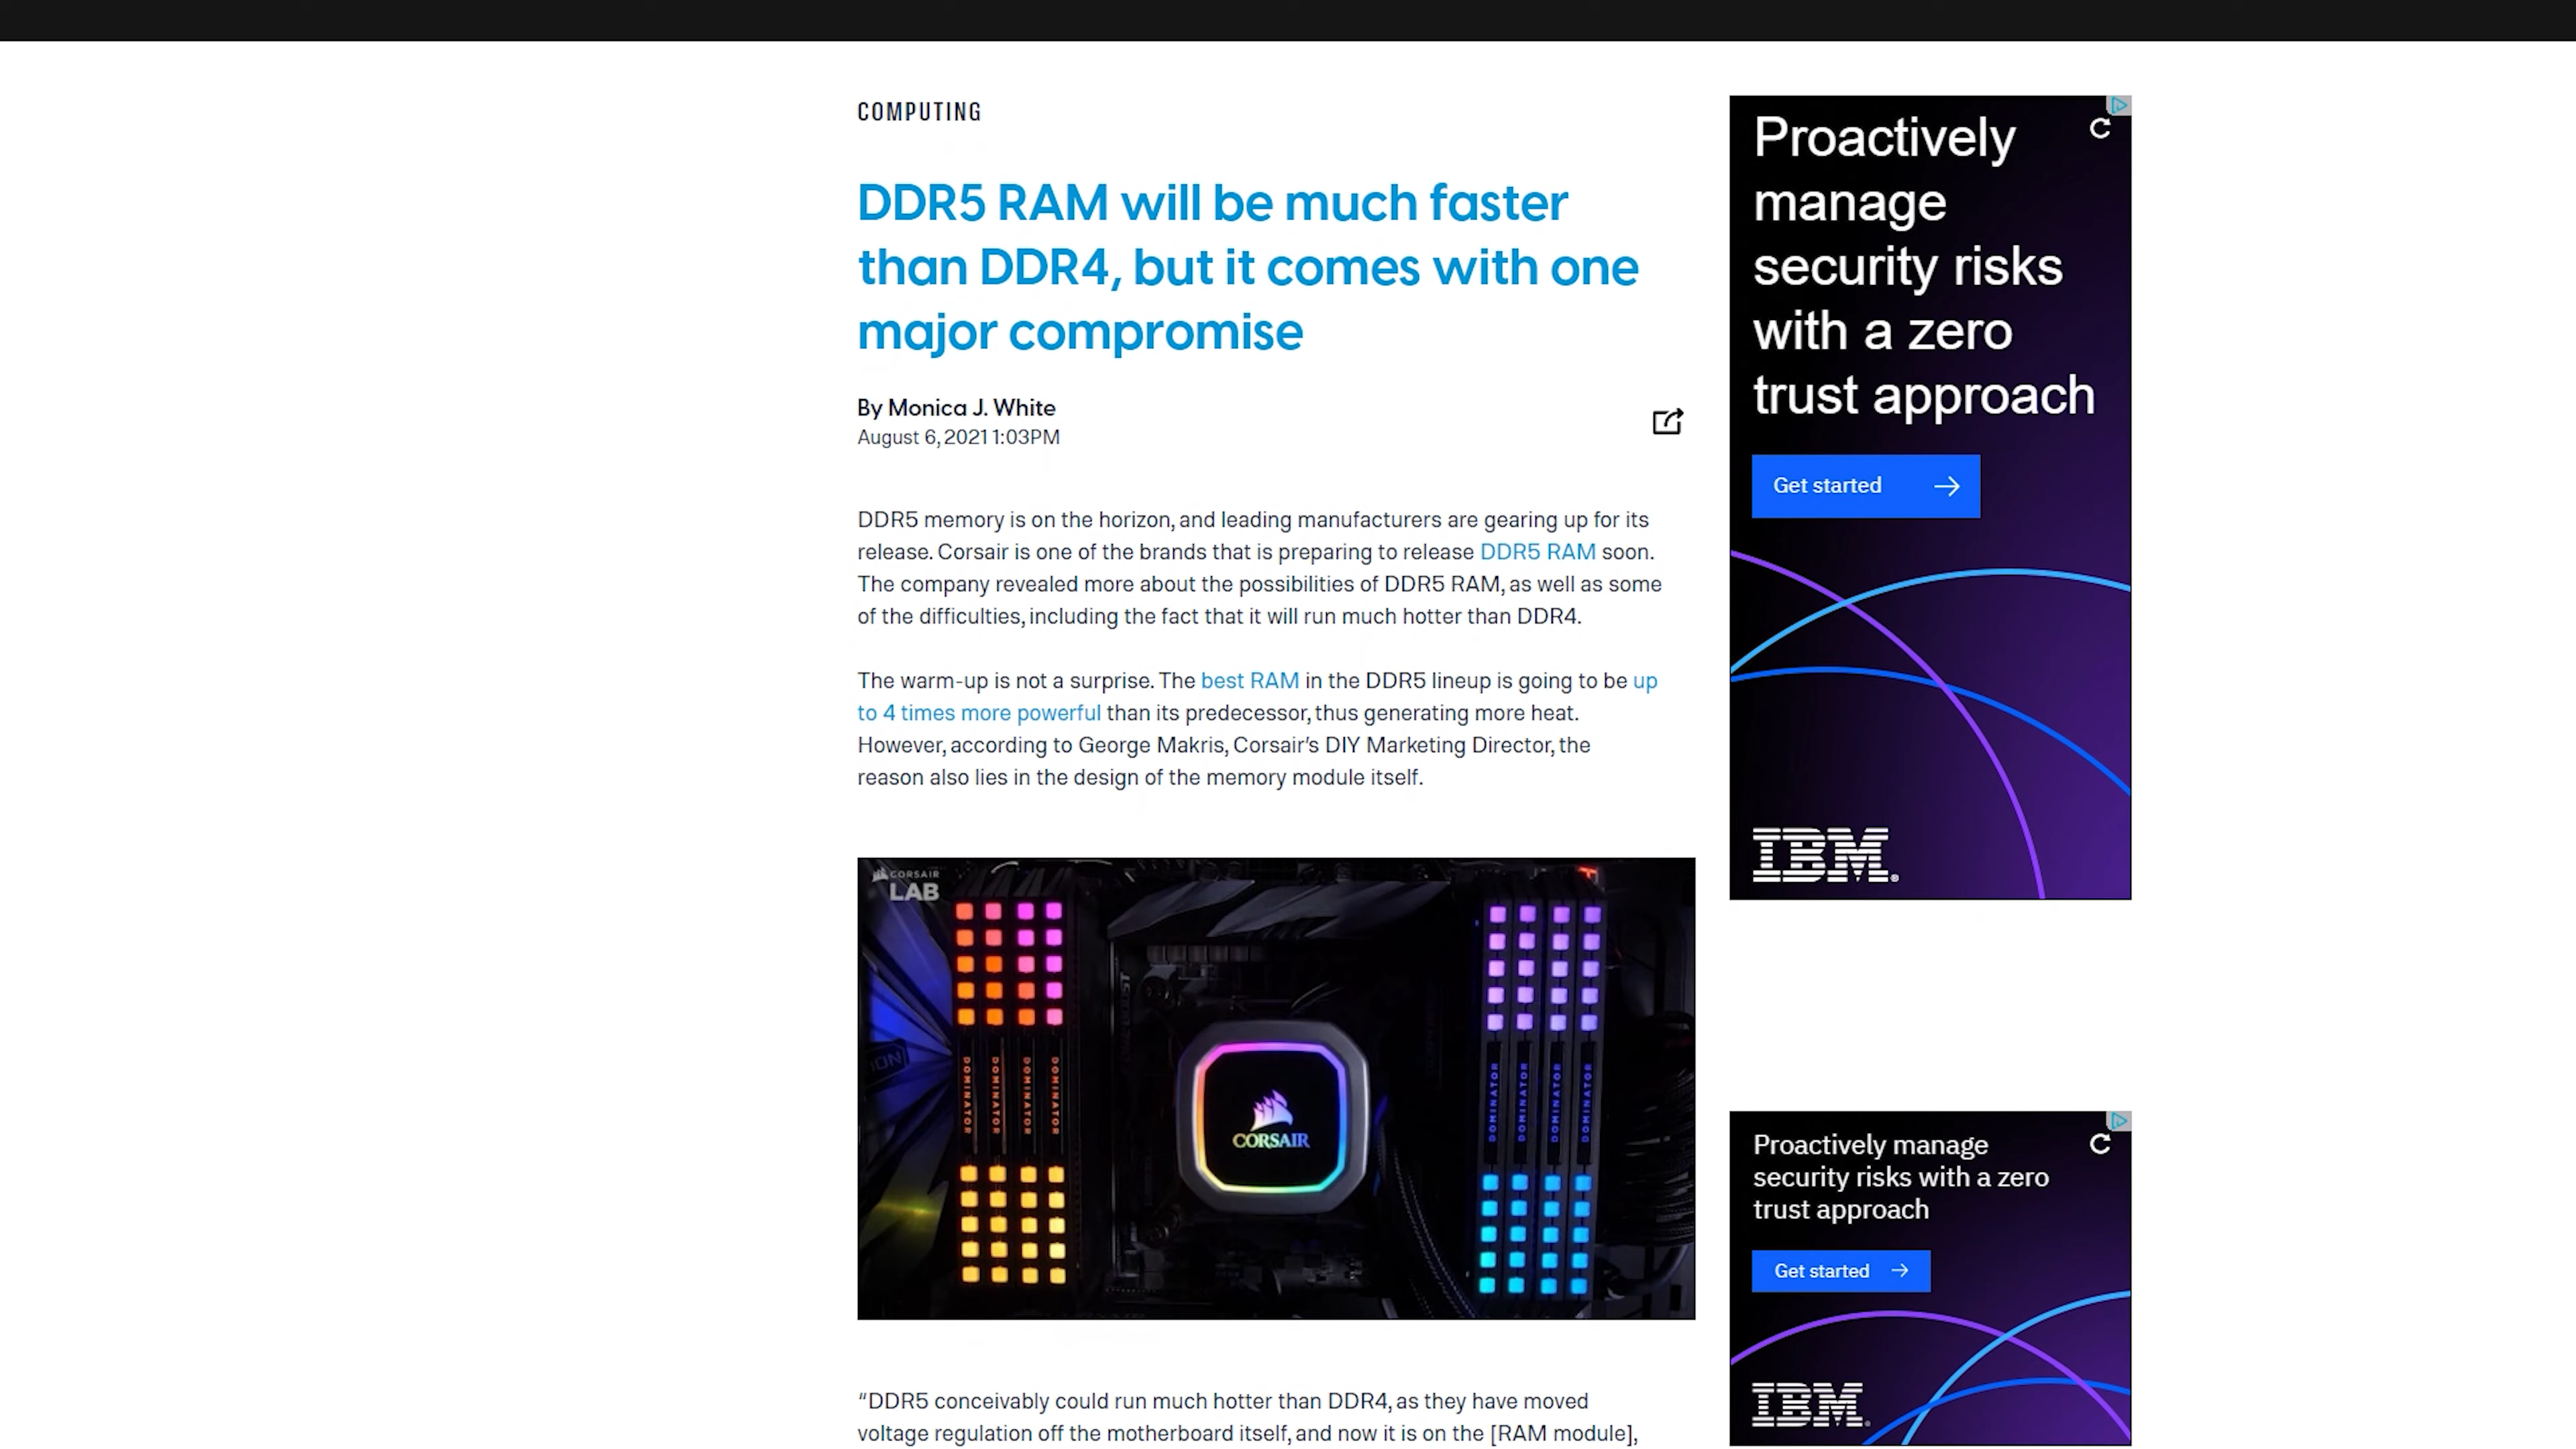 COMPUTING
DDR5 RAM will be much faster
than DDR4, but it comes with one
major compromise
By Monica J. White
August 6, 2021 1:03PM
DDR5 memory is on the horizon, and leading manufacturers are gearing up for its
release. Corsair is one of the brands that is preparing to release DDR5 RAM soon.
The company revealed more about the possibilities of DDR5 RAM, as well as some
of the difficulties, including the fact that it will run much hotter than DDR4.
The warm-up is not a surprise. The best RAM in the DDR5 lineup is going to be up
to 4 times more powerful than its predecessor, thus generating more heat.
However, according to George Makris, Corsair's DIY Marketing Director, the
reason also lies in the design of the memory module itself.
CORSAIR
LAB
DOMINATOR
DOMINATOR
DOMINATOR
DOMINATOR
CORSAIR
DOMINATOR
DOMINATOR
DOMINATOR
DOMINATOR
“DDR5 conceivably could run much hotter than DDR4, as they have moved
voltage regulation off the motherboard itself, and now it is on the [RAM module],
Proactively
manage
security risks
with a zero
trust approach
Get started
IBM®
Proactively manage
security risks with a zero
trust approach
Get started
IBM®